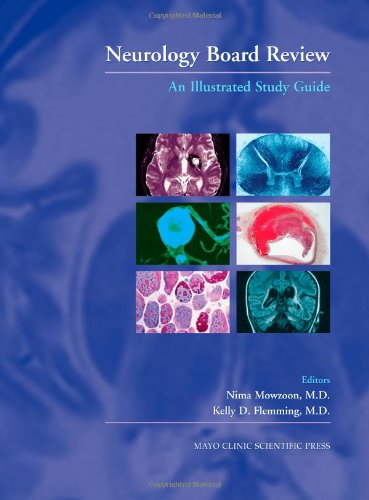 Neurology Board Review
An Illustrated Study Guide
Editors
Nima Mowzoon, M.D.
Kelly D. Flemming, M.D.
MAYO CLINIC SCIENTIFIC PRESS